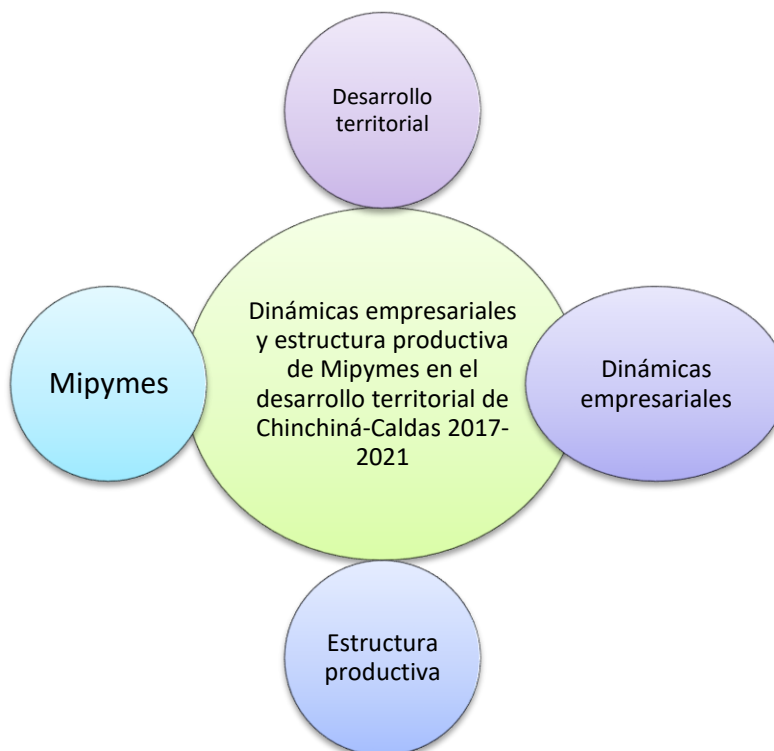 Desarrollo
territorial
Dinámicas empresariales
y estructura productiva
de Mipymes en el
desarrollo territorial de
Chinchiná-Caldas 2017-
2021
Mipymes
Dinámicas
empresariales
Estructura
productiva